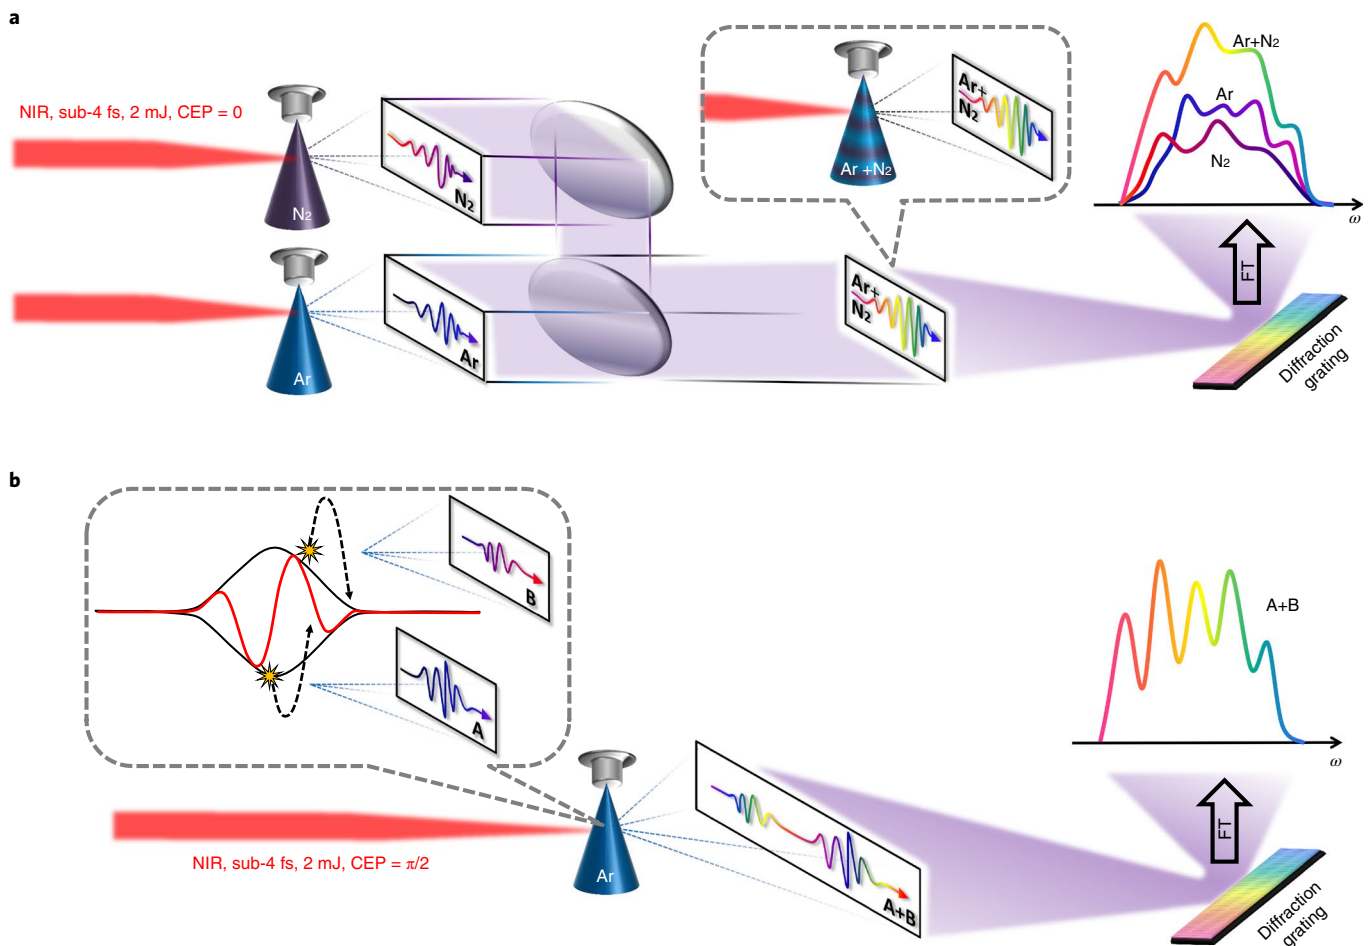 a
NIR, sub-4 fs, 2 mJ, CEP = 0
N2
N2
Ar
Ar
Ar +N2
Ar+
N2
Ar+
N2
Ar+N2
Ar
N2
ω
FT
Diffraction
grating
b
B
A
NIR, sub-4 fs, 2 mJ, CEP = π/2
Ar
A+B
A+B
ω
FT
Diffraction
grating